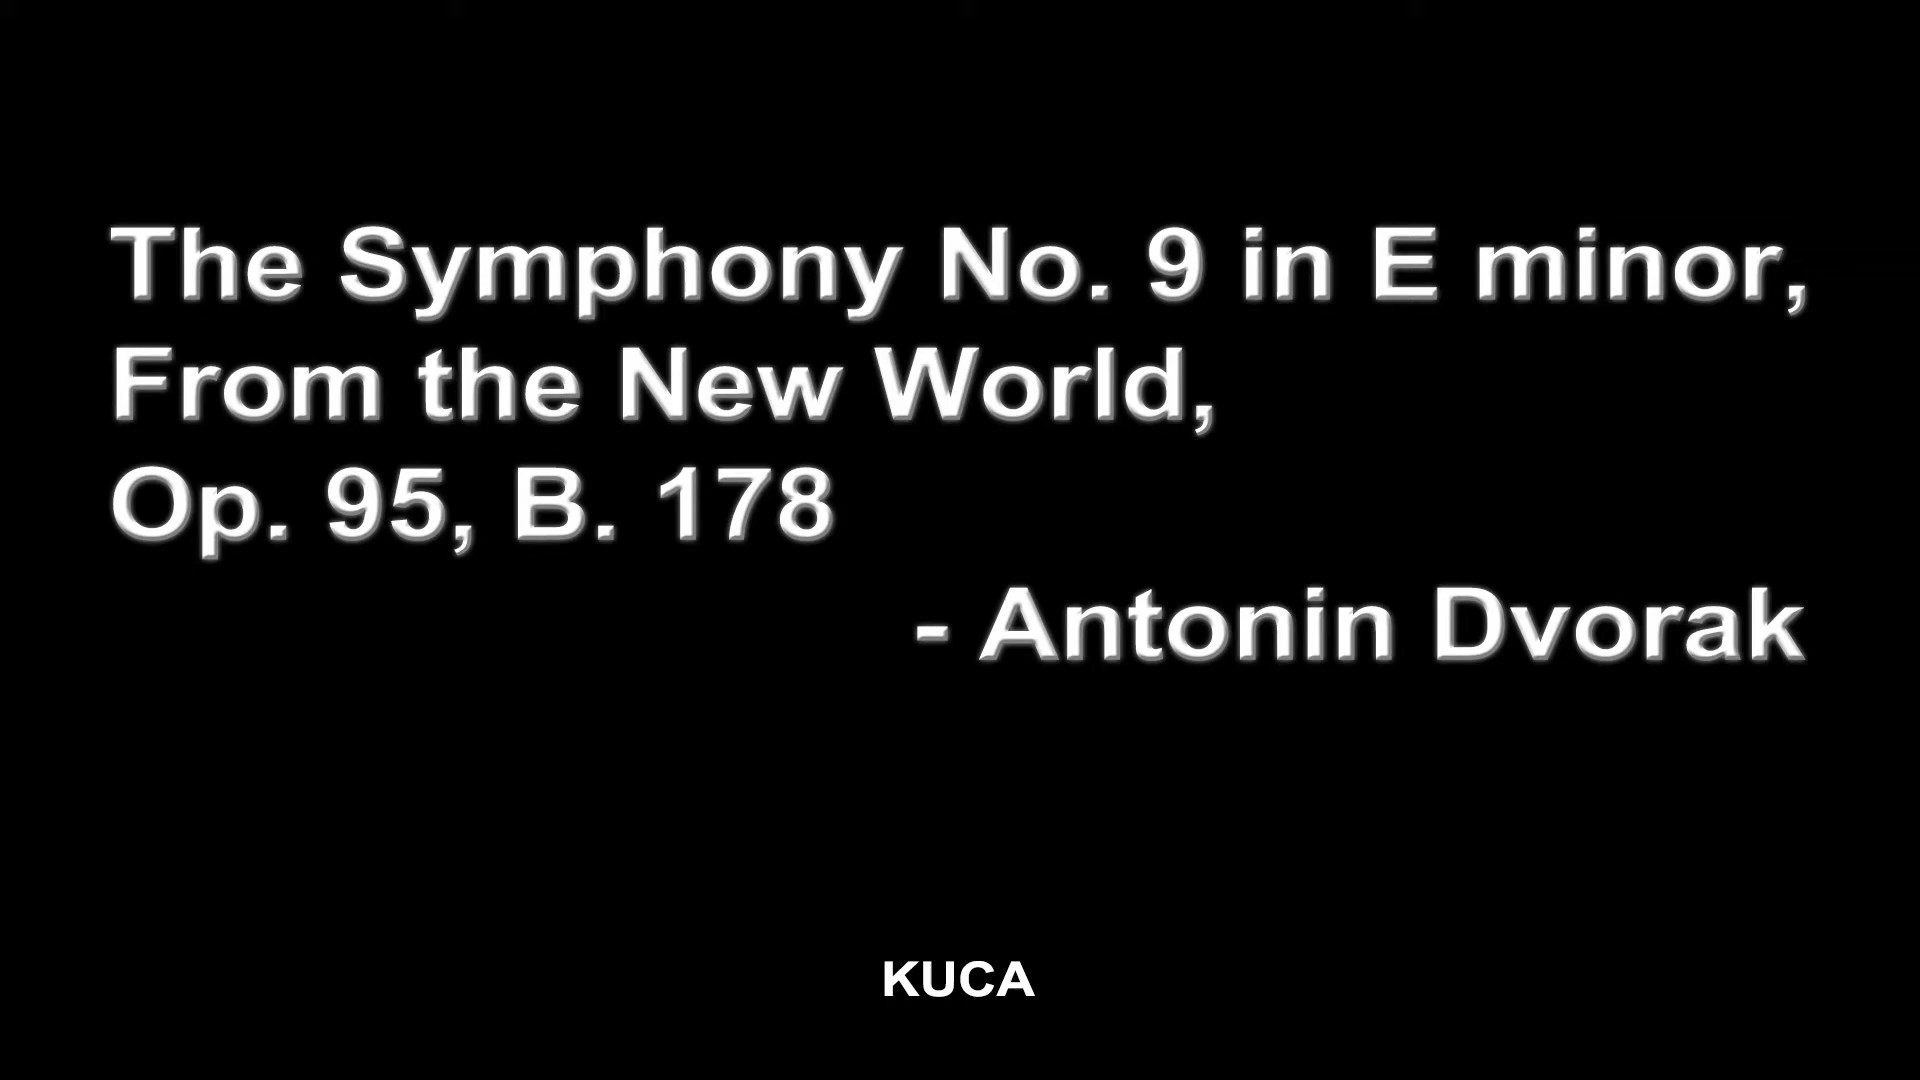 The Symphony No. 9 in E minor,
From the New World,
Op. 95, B. 178
- Antonin Dvorak
KUCA